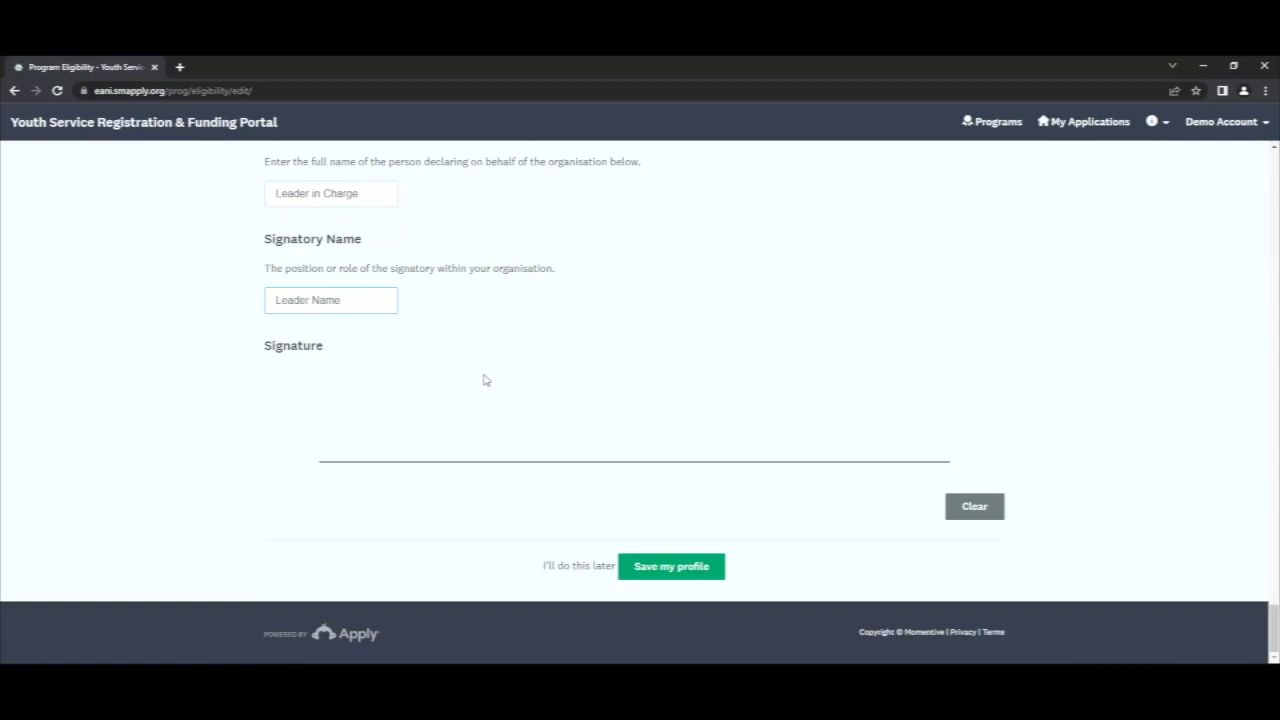 Program Eligibility - Youth Servic
eani.smapply.org/prog/eligibility/edit/
Youth Service Registration & Funding Portal
Programs
My Applications
Demo Account
Enter the full name of the person declaring on behalf of the organisation below.
Leader in Charge
Signatory Name
The position or role of the signatory within your organisation.
Leader Name
Signature
Clear
I'll do this later
Save my profile
POWERED BY Apply
Copyright © Momentive | Privacy | Terms